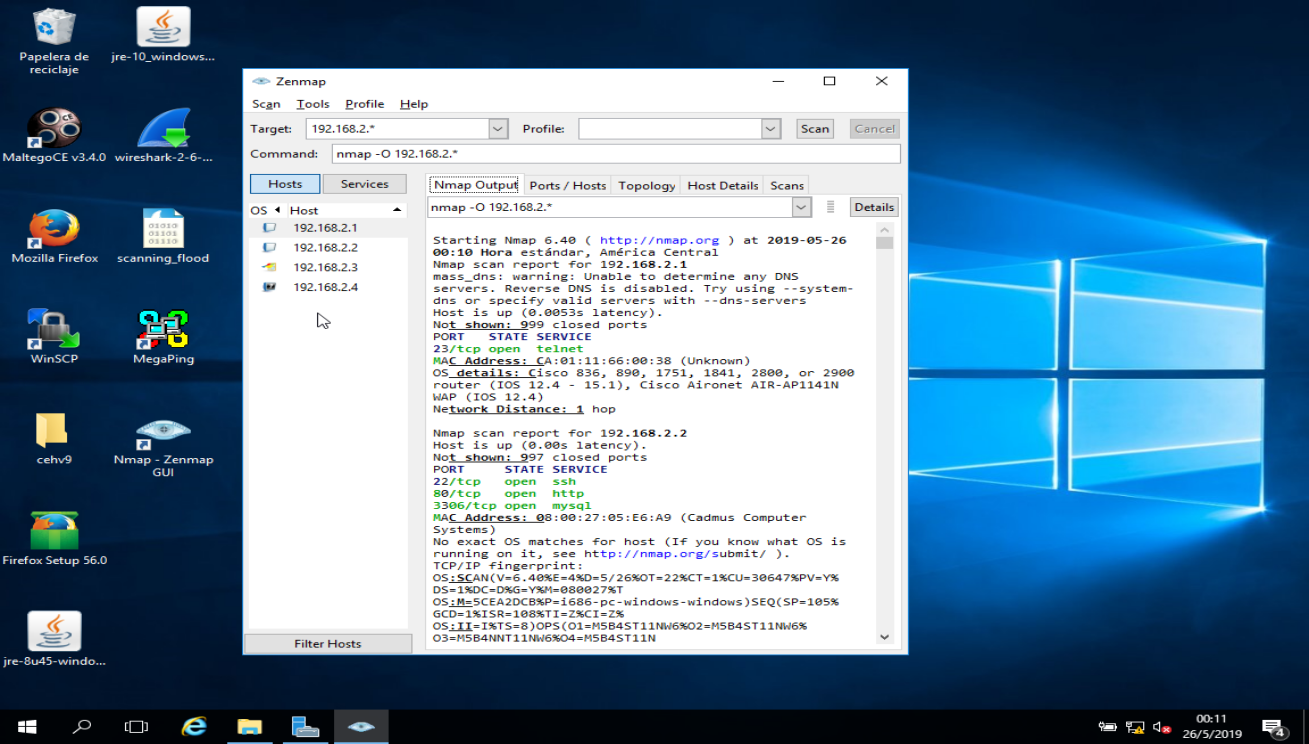 Papelera de
reciclaje
jre-10_windows...
MaltegoCE v3.4.0
wireshark-2-6-...
Mozilla Firefox
scanning_flood
WinSCP
MegaPing
cehv9
Nmap - Zenmap
GUI
Firefox Setup 56.0
jre-8u45-windo...
Zenmap
Scan Tools Profile Help
Target: 192.168.2.* Profile: Scan Cancel
Command: nmap -O 192.168.2.*
Hosts Services
Nmap Output Ports / Hosts Topology Host Details Scans
OS Host
nmap -O 192.168.2.* Details
192.168.2.1
192.168.2.2
192.168.2.3
192.168.2.4
Starting Nmap 6.40 ( http://nmap.org ) at 2019-05-26
00:10 Hora estándar, América Central
Nmap scan report for 192.168.2.1
mass_dns: warning: Unable to determine any DNS
servers. Reverse DNS is disabled. Try using --system-
dns or specify valid servers with --dns-servers
Host is up (0.0053s latency).
Not shown: 999 closed ports
PORT STATE SERVICE
23/tcp open telnet
MAC Address: CA:01:11:66:00:38 (Unknown)
OS details: Cisco 836, 890, 1751, 1841, 2800, or 2900
router (IOS 12.4 - 15.1), Cisco Aironet AIR-AP1141N
WAP (IOS 12.4)
Network Distance: 1 hop
Nmap scan report for 192.168.2.2
Host is up (0.00s latency).
Not shown: 997 closed ports
PORT STATE SERVICE
22/tcp open ssh
80/tcp open http
3306/tcp open mysql
MAC Address: 08:00:27:05:E6:A9 (Cadmus Computer
Systems)
No exact OS matches for host (If you know what OS is
running on it, see http://nmap.org/submit/ ).
TCP/IP fingerprint:
OS:SCAN(V=6.40%E=4%D=5/26%OT=22%CT=1%CU=30647%PV=Y%
DS=1%DC=D%G=Y%M=080027%T
OS:M=5CEA2DCB%P=i686-pc-windows-windows)SEQ(SP=105%
GCD=1%ISR=108%TI=Z%CI=Z%
OS:II=I%TS=8)OPS(O1=M5B4ST11NW6%O2=M5B4ST11NW6%
O3=M5B4NNT11NW6%O4=M5B4ST11N
Filter Hosts
00:11
26/5/2019
4